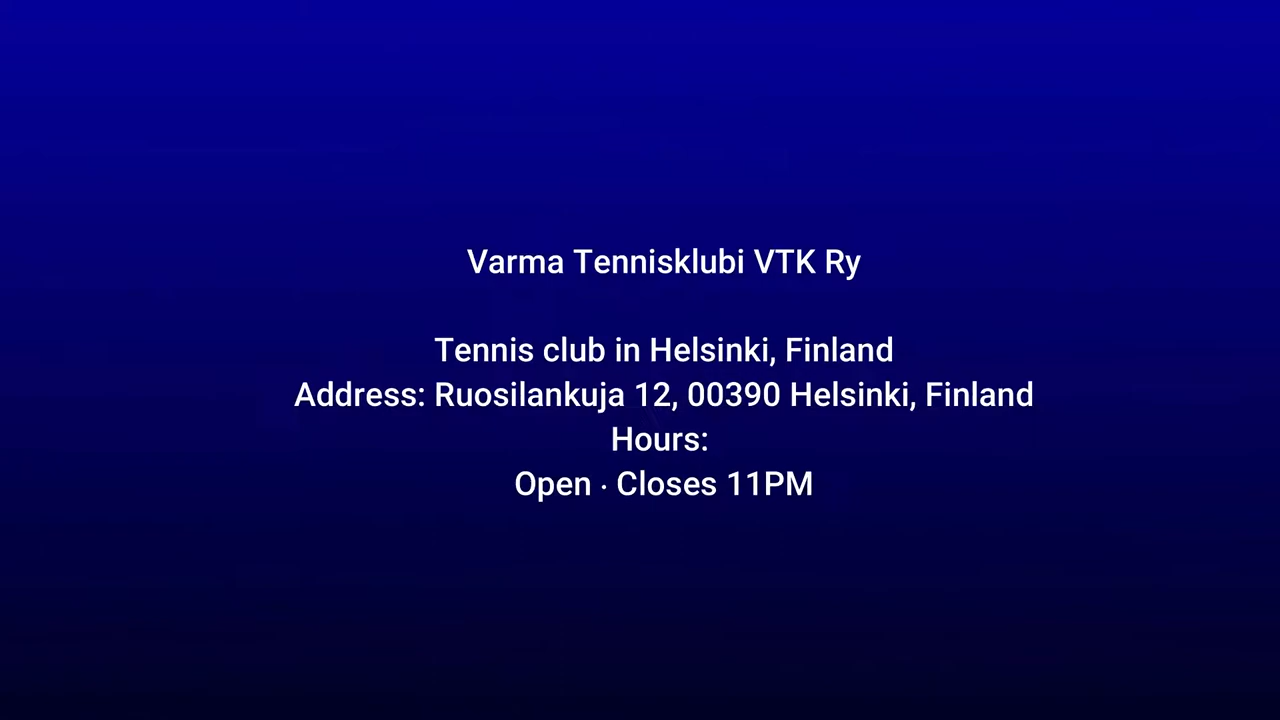 Varma Tennisklubi VTK Ry
Tennis club in Helsinki, Finland
Address: Ruosilankuja 12, 00390 Helsinki, Finland
Hours:
Open · Closes 11PM